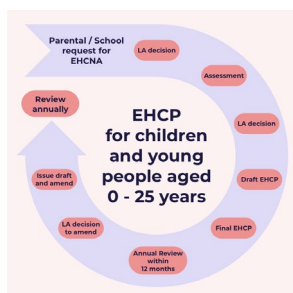 Parental / School
request for
EHCNA
LA decision
Assessment
LA decision
Draft EHCP
Final EHCP
Annual Review
within
12 months
LA decision
to amend
Issue draft
and amend
Review
annually
EHCP
for children
and young
people aged
0 - 25 years